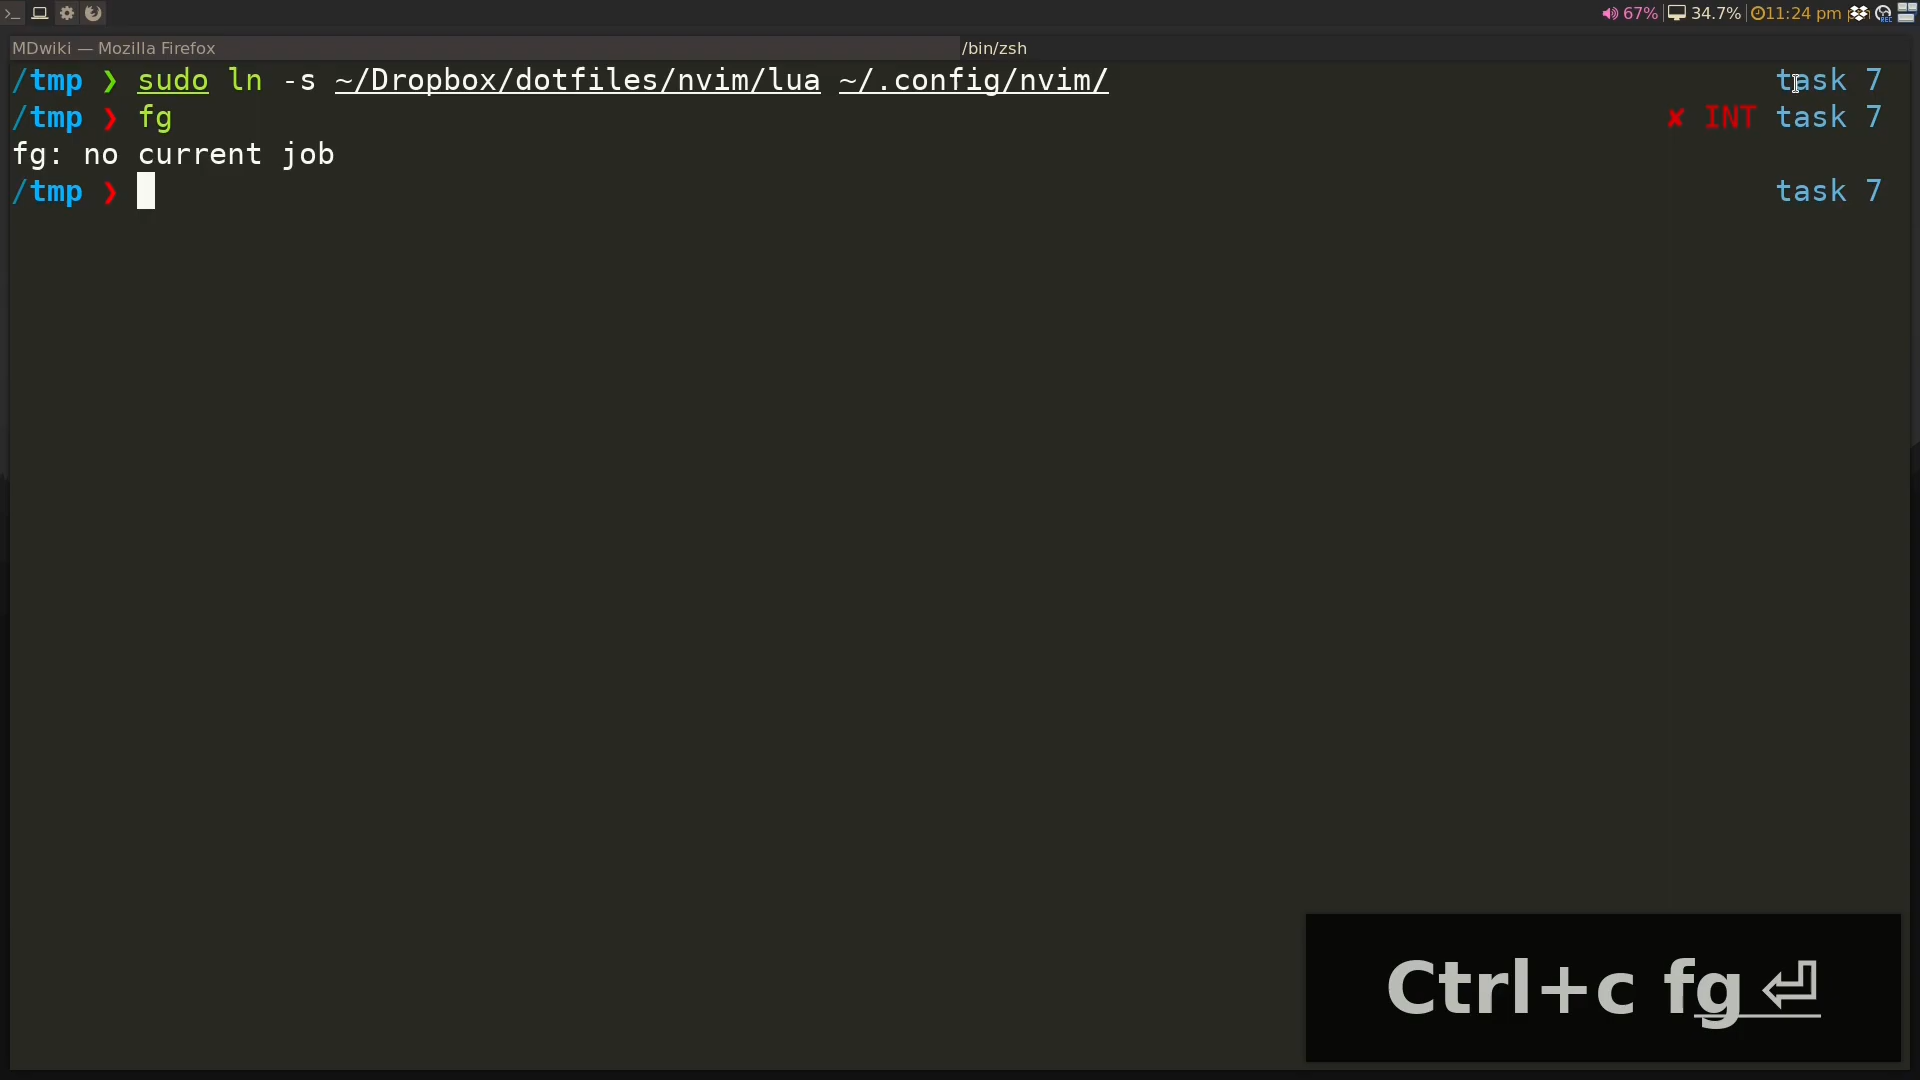 67% 34.7% 11:24 pm
MDwiki — Mozilla Firefox /bin/zsh
/tmp ❯ sudo ln -s ~/Dropbox/dotfiles/nvim/lua ~/.config/nvim/ task 7
/tmp ❯ fg ✘ INT task 7
fg: no current job
/tmp ❯ task 7
Ctrl+c fg ⏎